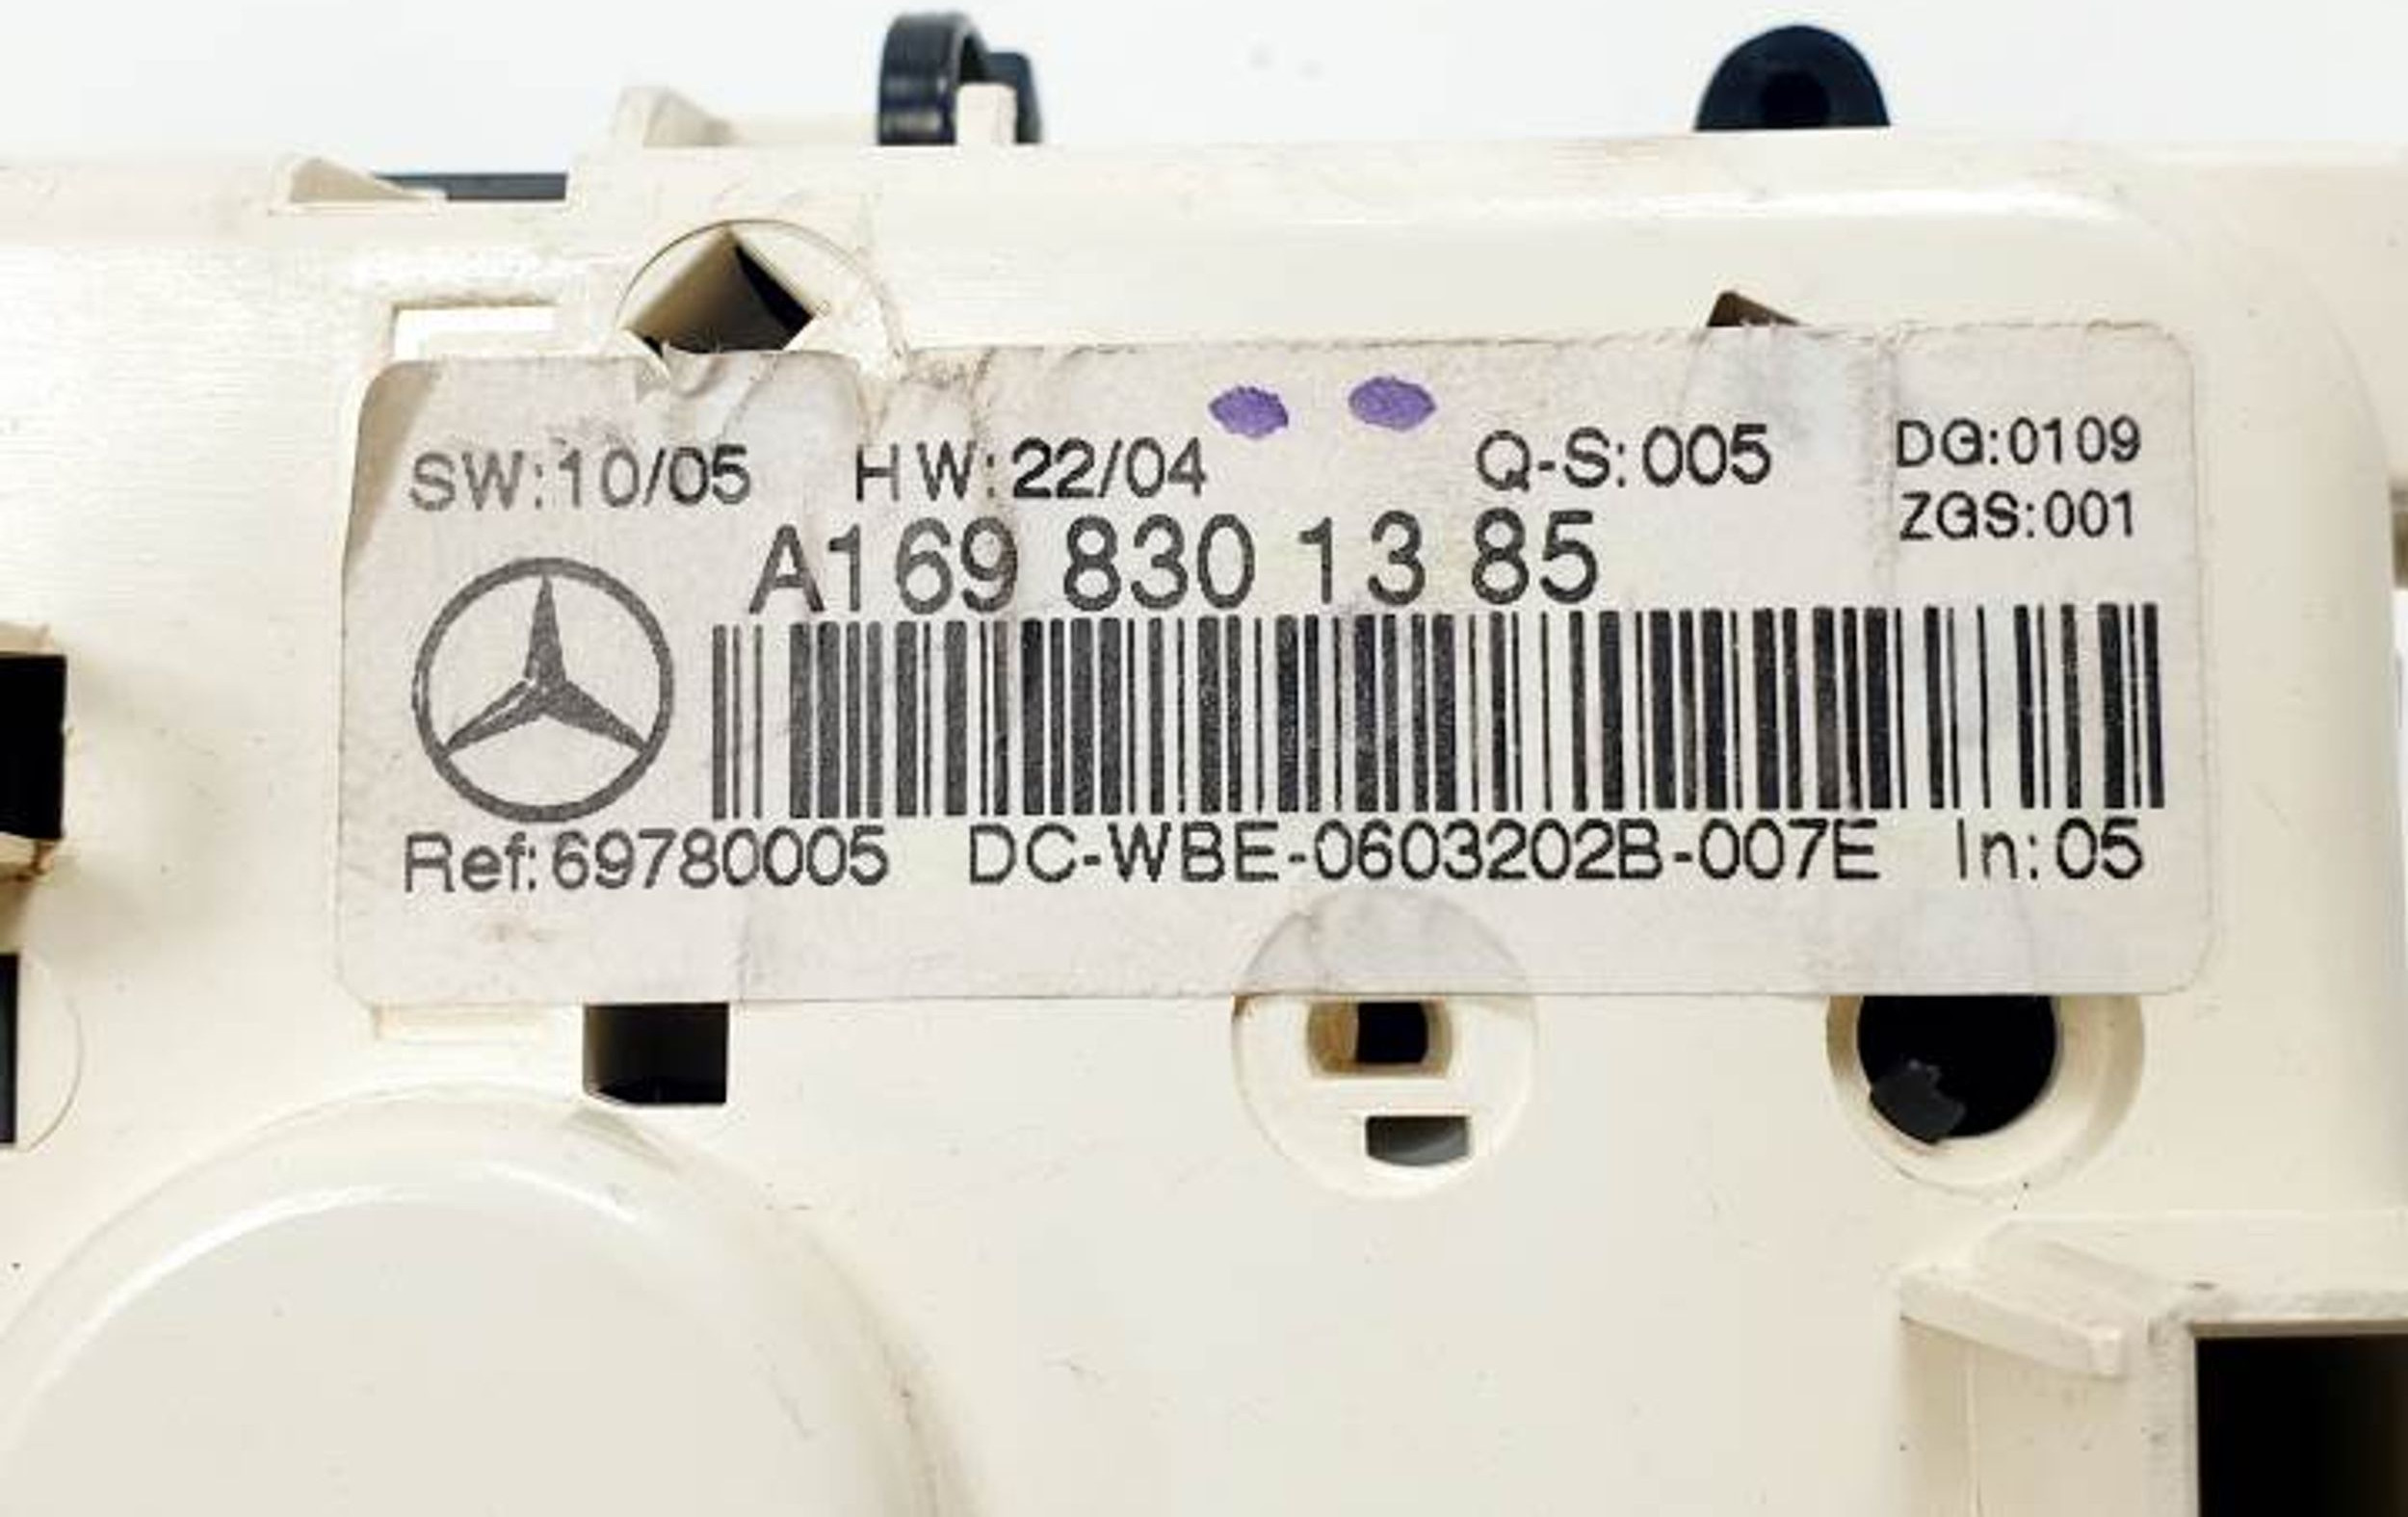 SW:10/05 HW:22/04 Q-S:005 DG:0109
ZGS:001
A169 830 13 85
Ref:69780005 DC-WBE-0603202B-007E In:05